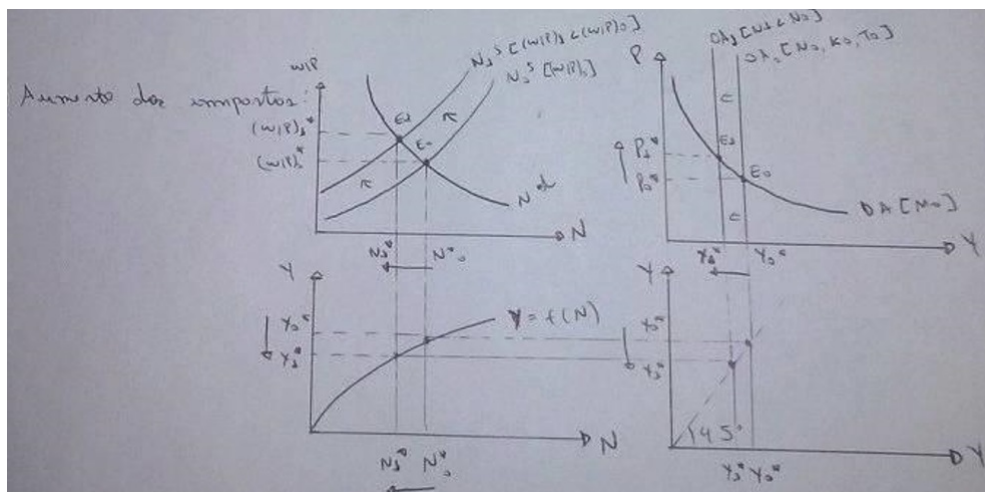 Aumento dos impostos:
W/P
N₁ˢ [(W/P)₁ < (W/P)₀]
N₀ˢ [(W/P)₀]
(W/P)₁*
(W/P)₀*
E₁
E₀
Nᵈ
N
N₁* N₀*
OA₁ [N₁ < N₀]
OA₀ [N₀, K₀, T₀]
P
P₁*
P₀*
E₁
E₀
DA [M₀]
Y
Y₁* Y₀*
Y
Y₀*
Y₁*
Y = f(N)
N
N₁* N₀*
Y
Y₀*
Y₁*
45°
Y
Y₁* Y₀*